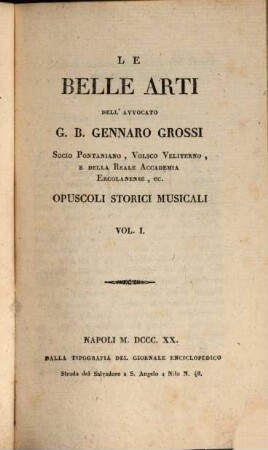 LE
BELLE ARTI
DELL' AVVOCATO
G. B. GENNARO GROSSI
SOCIO PONTANIANO, VOLSCO VELITERNO,
E DELLA REALE ACCADEMIA
ERCOLANENSE, EC.
OPUSCOLI STORICI MUSICALI
VOL. I.
NAPOLI M. DCCC. XX.
DALLA TIPOGRAFIA DEL GIORNALE ENCICLOPEDICO
Strada del Salvadore a S. Angelo a Nilo N. 48.